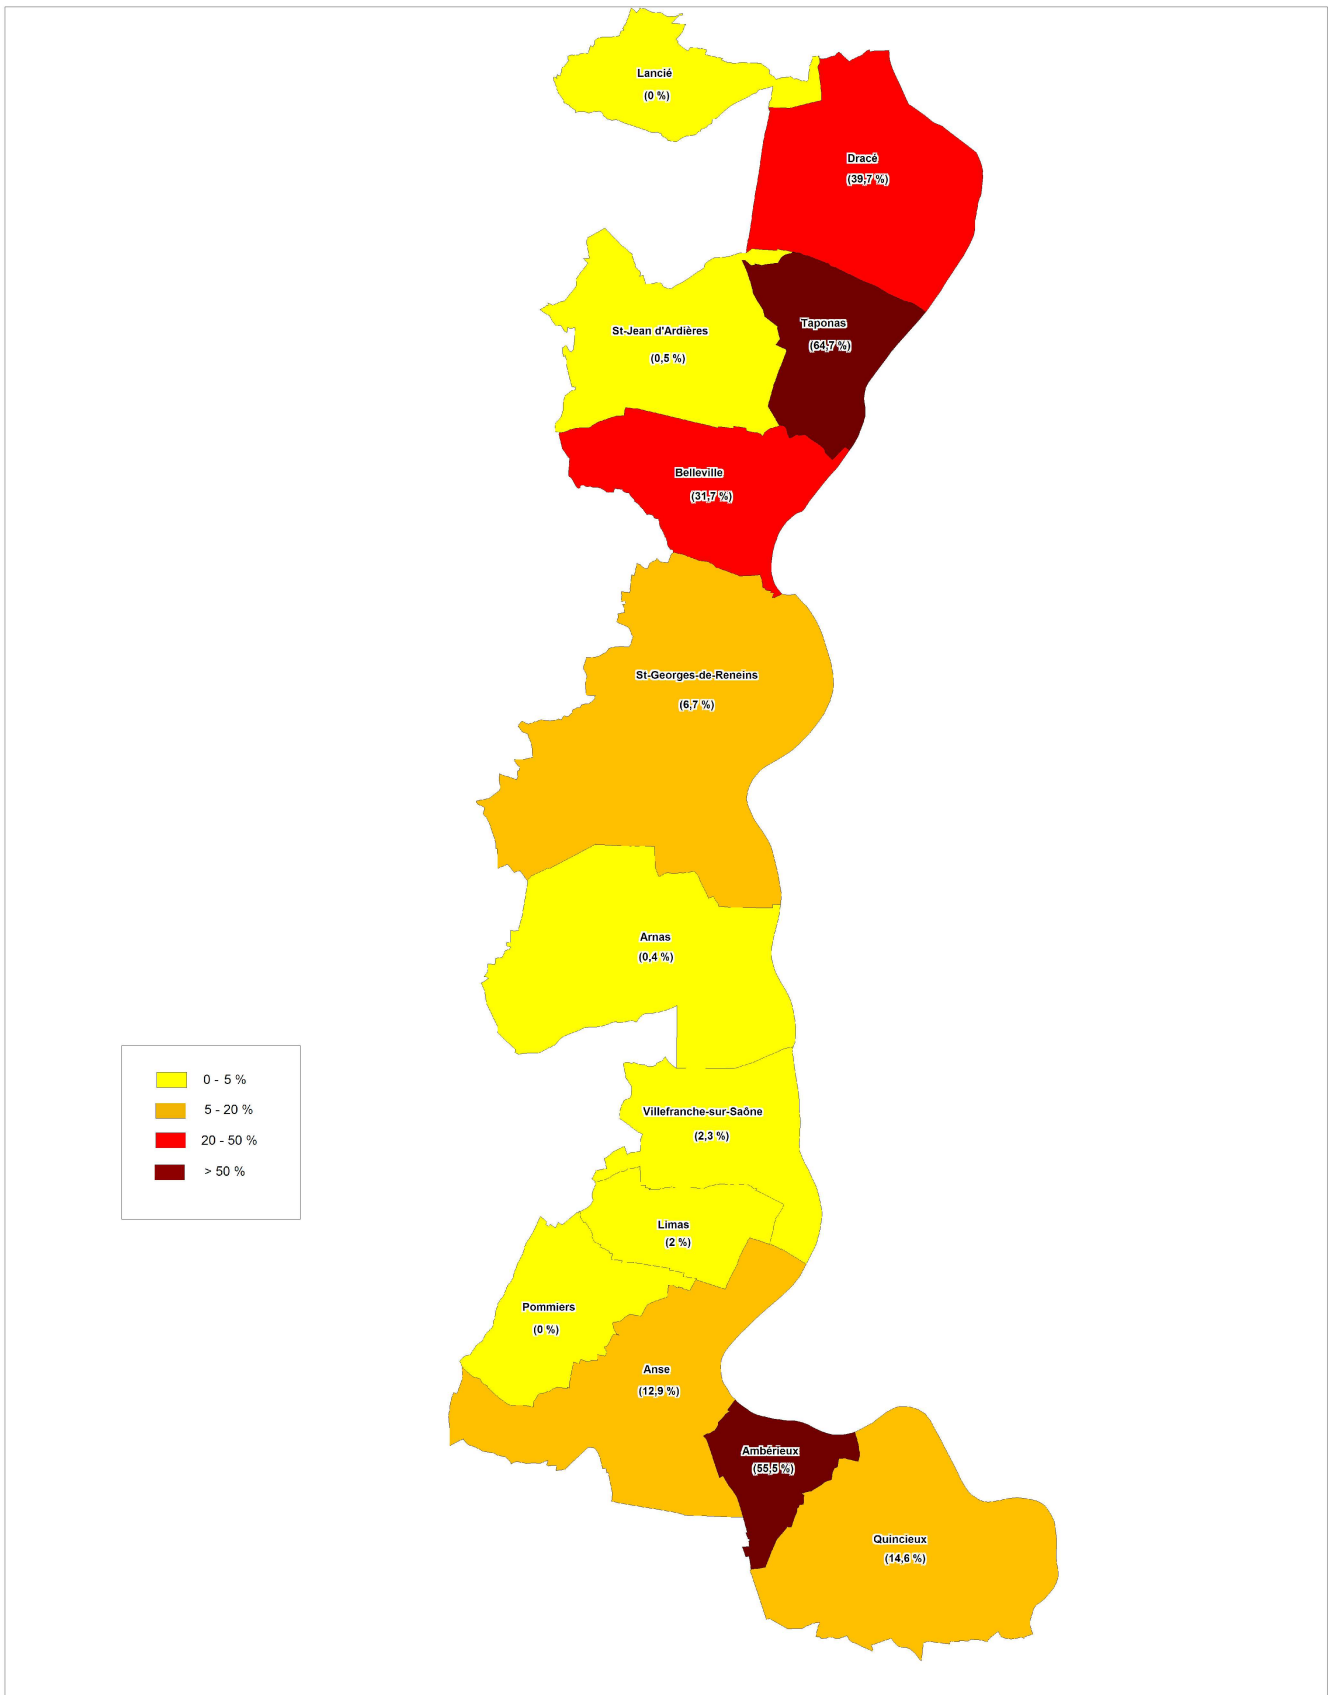 Lancié
(0 %)
Dracé
(39,7 %)
St-Jean d'Ardières
(0,5 %)
Taponas
(64,7 %)
Belleville
(31,7 %)
St-Georges-de-Reneins
(6,7 %)
Arnas
(0,4 %)
0 - 5 %
5 - 20 %
20 - 50 %
> 50 %
Villefranche-sur-Saône
(2,3 %)
Limas
(2 %)
Pommiers
(0 %)
Anse
(12,9 %)
Ambérieux
(55,5 %)
Quincieux
(14,6 %)